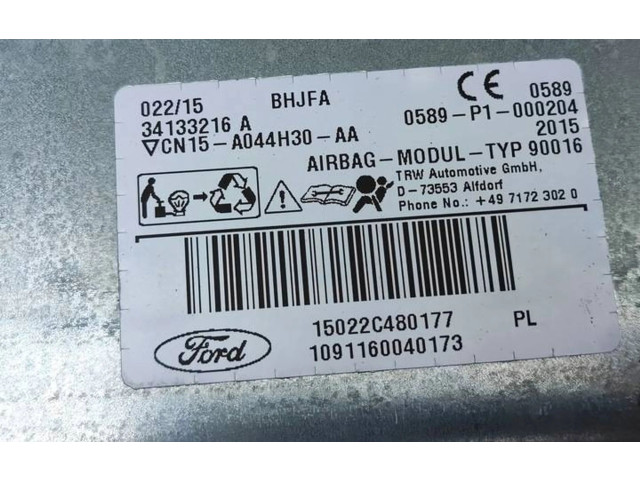 022/15 BHJFA
34133216 A
▽CN15-A044H30-AA
CE 0589
0589-P1-000204
2015
AIRBAG-MODUL-TYP 90016
TRW Automotive GmbH,
D-73553 Alfdorf
Phone No.: +49 7172 302 0
15022C480177 PL
1091160040173
Ford